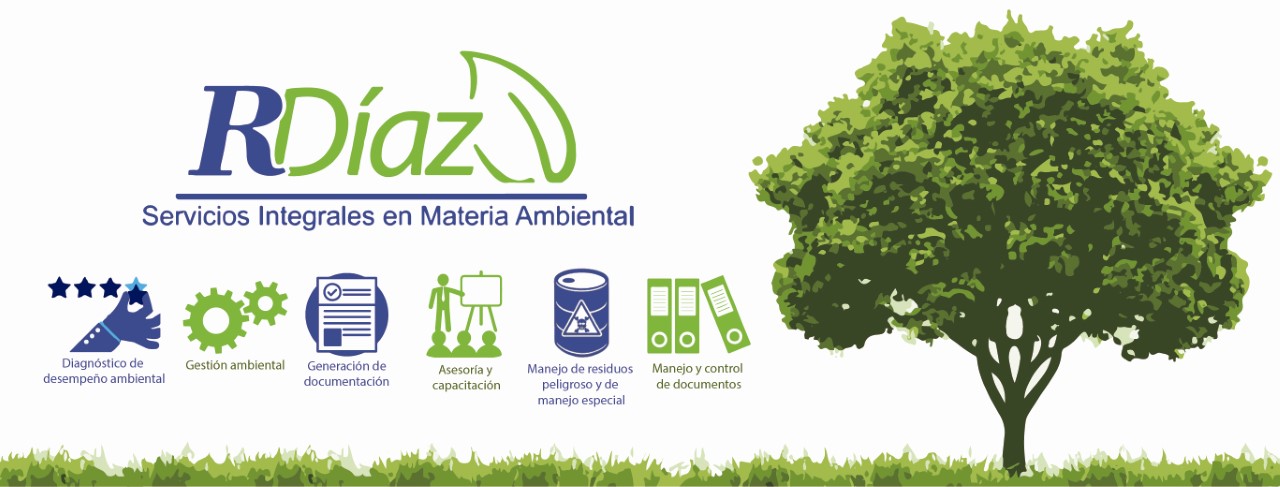 RDíaz
Servicios Integrales en Materia Ambiental
Diagnóstico de
desempeño ambiental
Gestión ambiental
Generación de
documentación
Asesoría y
capacitación
Manejo de residuos
peligroso y de
manejo especial
Manejo y control
de documentos